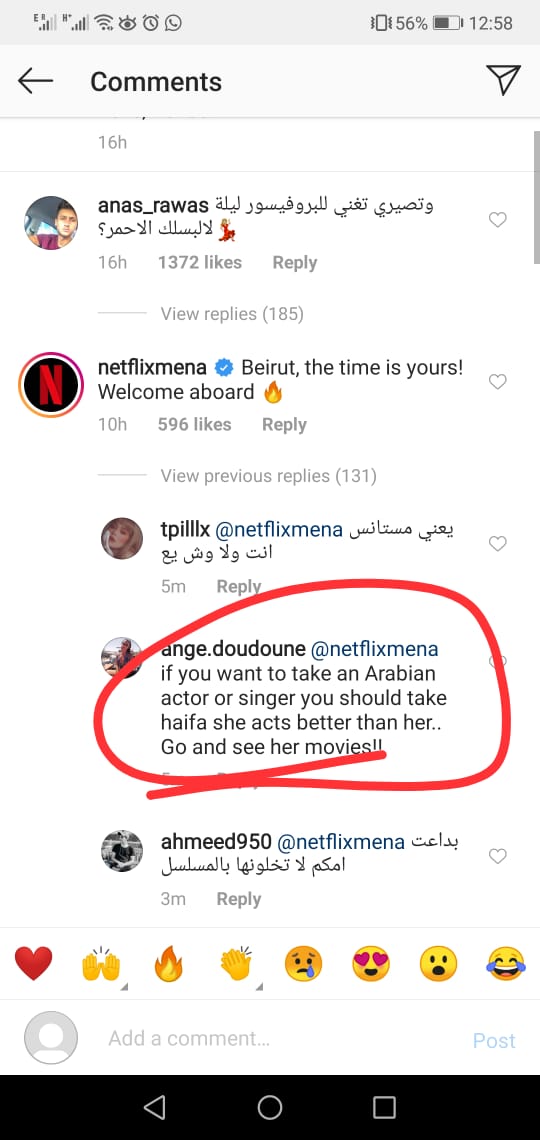 56% 12:58
Comments
16h
anas_rawas وتصيري تغني للبروفيسور ليلة
لالبسلك الاحمر؟💃
16h 1372 likes Reply
View replies (185)
netflixmena Beirut, the time is yours!
Welcome aboard 🔥
10h 596 likes Reply
View previous replies (131)
tpilllx @netflixmena يعني مستانس
انت ولا وش يع
5m Reply
ange.doudoune @netflixmena
if you want to take an Arabian
actor or singer you should take
haifa she acts better than her..
Go and see her movies!!
ahmeed950 @netflixmena بداعت
امكم لا تخلونها بالمسلسل
3m Reply
Add a comment... Post